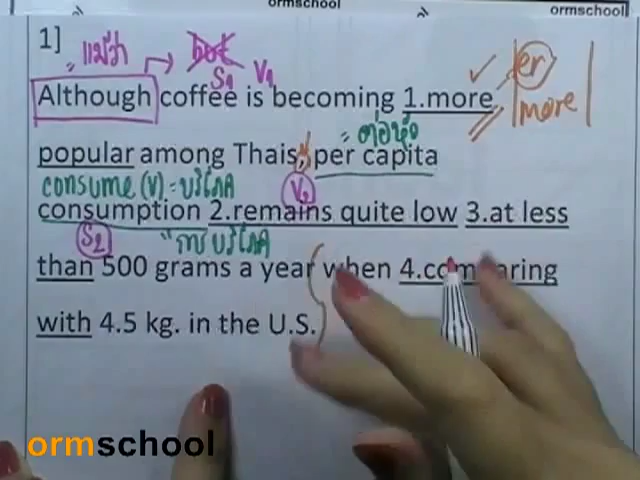 ormschool
ormschool
1]
"แม้ว่า but
S1 V1 er
Although coffee is becoming 1.more more
"ต่อหัว
popular among Thais, per capita
consume (v) = บริโภค V2
consumption 2.remains quite low 3.at less
S2 "การบริโภค
than 500 grams a year when 4.comparing
with 4.5 kg. in the U.S.
ormschool